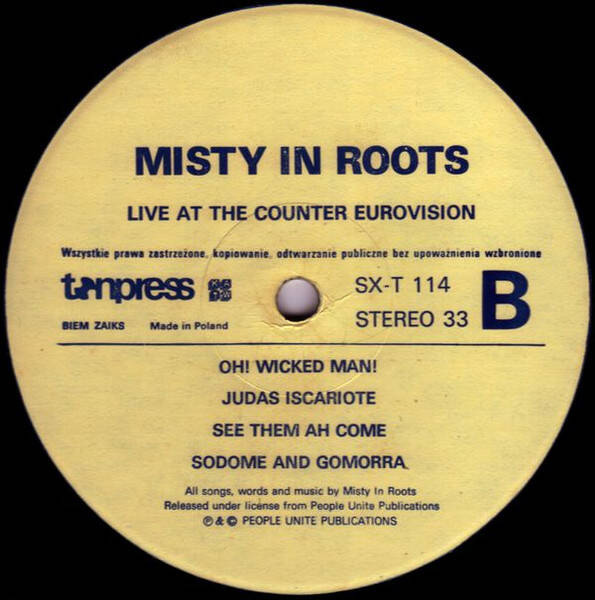 MISTY IN ROOTS
LIVE AT THE COUNTER EUROVISION
Wszystkie prawa zastrzeżone, kopiowanie, odtwarzanie publiczne bez upoważnienia wzbronione
tonpress KAW
SX-T 114
STEREO 33
B
BIEM ZAIKS Made in Poland
OH! WICKED MAN!
JUDAS ISCARIOTE
SEE THEM AH COME
SODOME AND GOMORRA
All songs, words and music by Misty In Roots
Released under license from People Unite Publications
℗ & © PEOPLE UNITE PUBLICATIONS